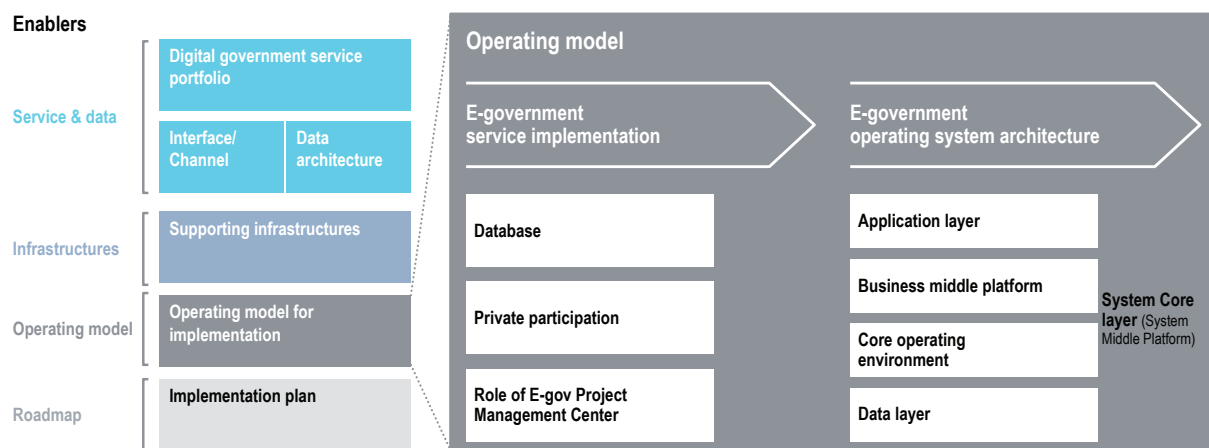 Enablers
Service & data
Digital government service
portfolio
Interface/
Channel
Data
architecture
Infrastructures
Supporting infrastructures
Operating model
Operating model for
implementation
Roadmap
Implementation plan
Operating model
E-government
service implementation
Database
Private participation
Role of E-gov Project
Management Center
E-government
operating system architecture
Application layer
Business middle platform
Core operating
environment
Data layer
System Core
layer (System
Middle Platform)